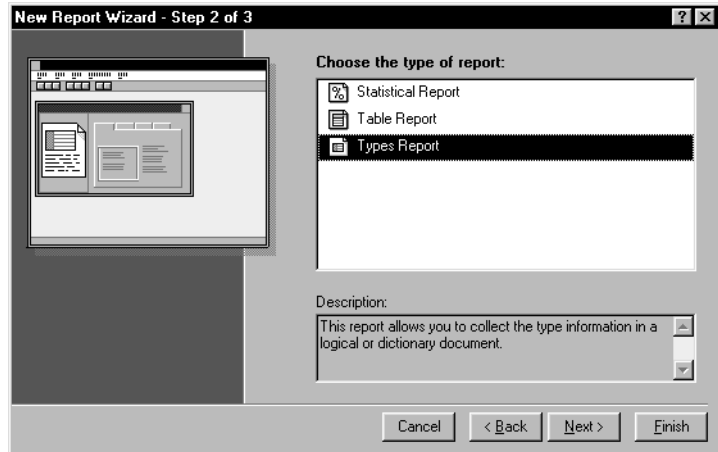 New Report Wizard - Step 2 of 3
Choose the type of report:
Statistical Report
Table Report
Types Report
Description:
This report allows you to collect the type information in a
logical or dictionary document.
Cancel
< Back
Next >
Finish